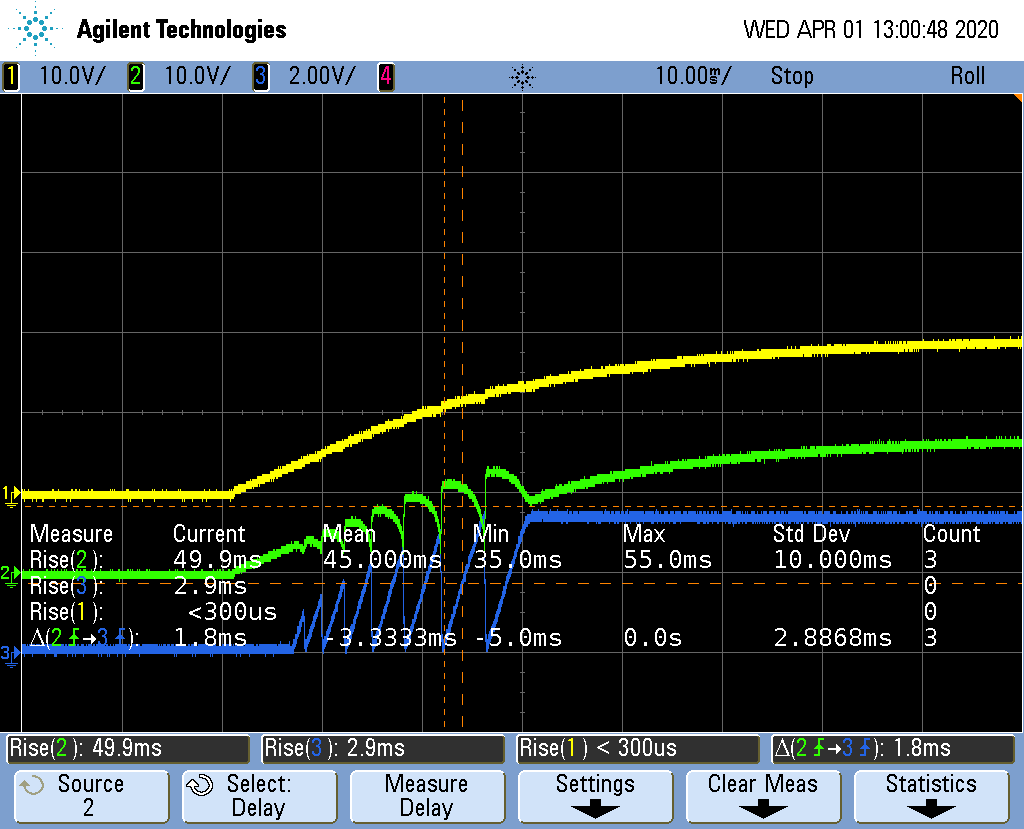 Agilent Technologies
WED APR 01 13:00:48 2020
1 10.0V/ 2 10.0V/ 3 2.00V/ 4 10.00ms/ Stop Roll
1
2
3
Measure Current Mean Min Max Std Dev Count
Rise(2): 49.9ms 45.000ms 35.0ms 55.0ms 10.000ms 3
Rise(3): 2.9ms 0
Rise(1): <300us 0
Δ(2→3): 1.8ms -3.3333ms -5.0ms 0.0s 2.8868ms 3
Rise(2): 49.9ms
Rise(3): 2.9ms
Rise(1) < 300us
Δ(2→3): 1.8ms
Source
2
Select:
Delay
Measure
Delay
Settings
Clear Meas
Statistics